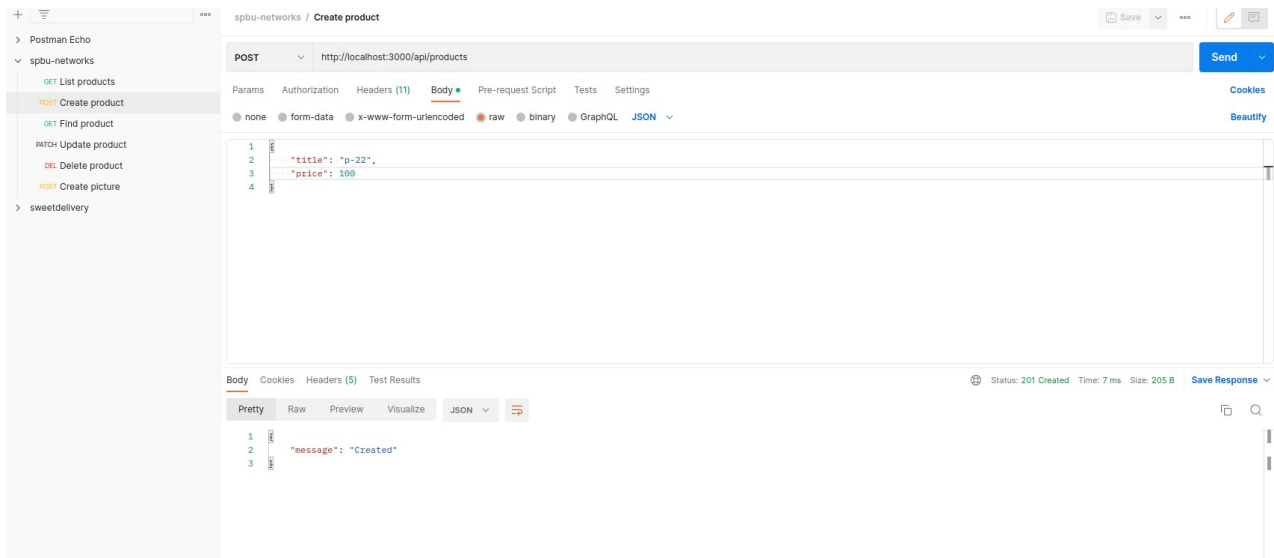 spbu-networks / Create product
Save
Postman Echo
spbu-networks
GET List products
POST Create product
GET Find product
PATCH Update product
DEL Delete product
POST Create picture
sweetdelivery
POST http://localhost:3000/api/products Send
Params Authorization Headers (11) Body Pre-request Script Tests Settings Cookies
none form-data x-www-form-urlencoded raw binary GraphQL JSON Beautify
1 {
2 "title": "p-22",
3 "price": 100
4 }
Body Cookies Headers (5) Test Results Status: 201 Created Time: 7 ms Size: 205 B Save Response
Pretty Raw Preview Visualize JSON
1 {
2 "message": "Created"
3 }